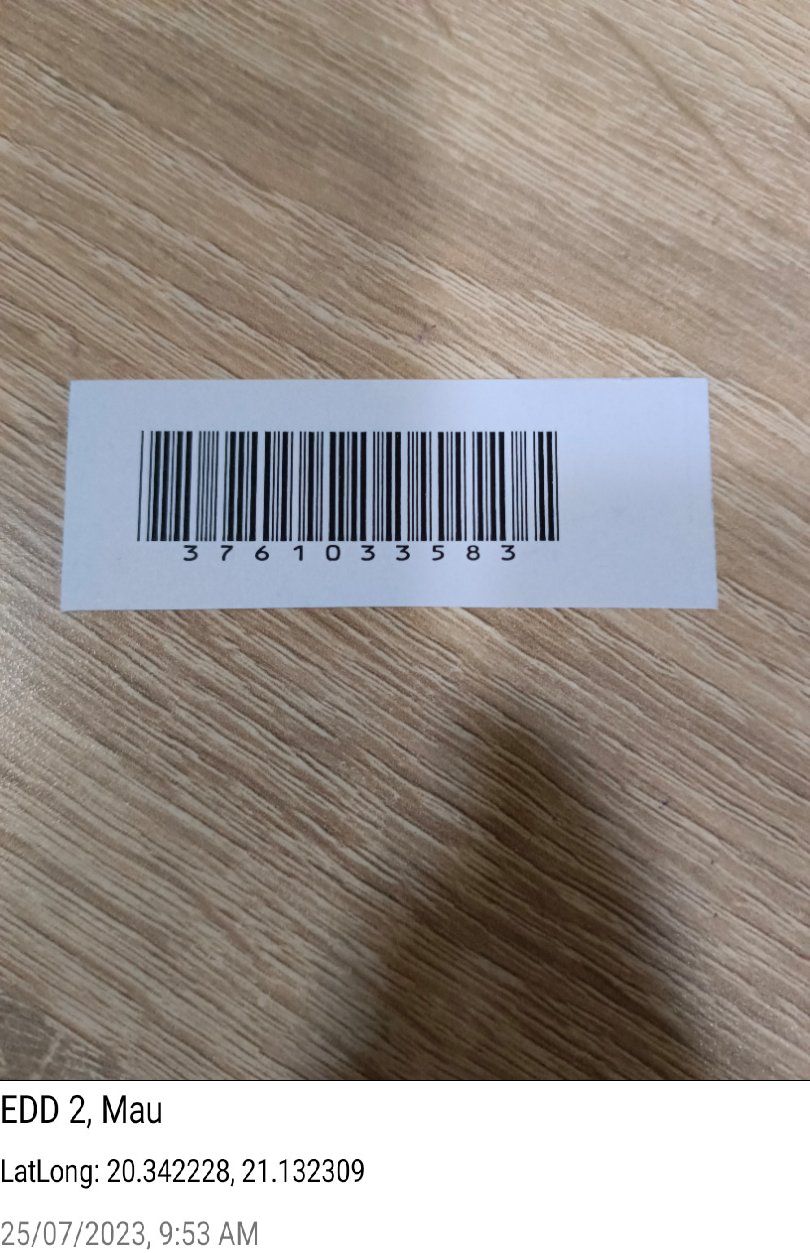 3761033583
EDD 2, Mau
LatLong: 20.342228, 21.132309
25/07/2023, 9:53 AM